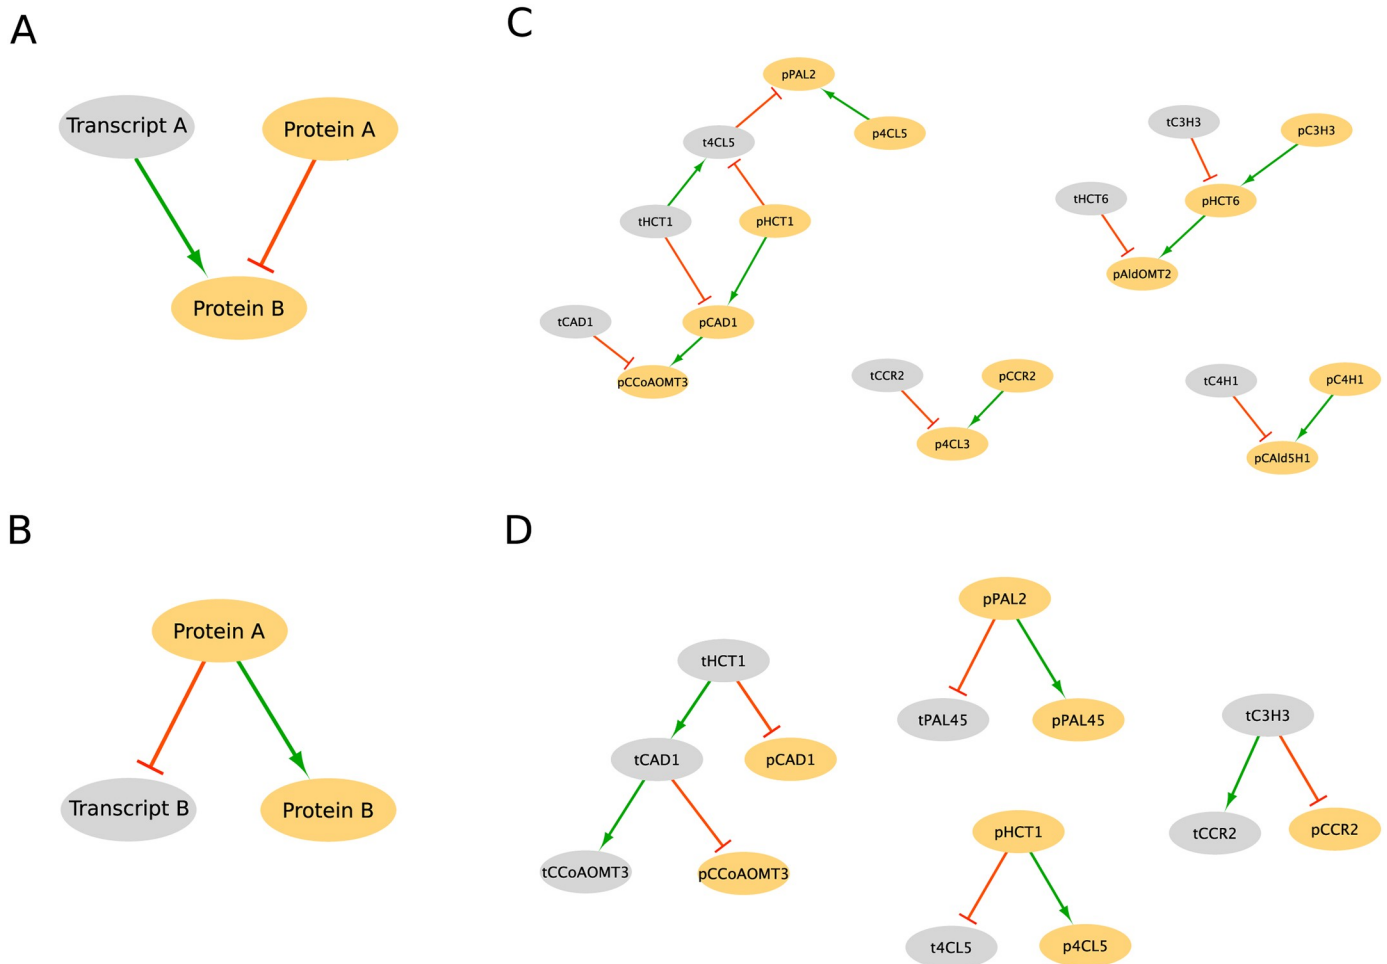 A
Transcript A
Protein A
Protein B
B
Protein A
Transcript B
Protein B
C
pPAL2
t4CL5
p4CL5
tHCT1
pHCT1
tCAD1
pCAD1
pCCoAOMT3
tC3H3
pC3H3
tHCT6
pHCT6
pAldOMT2
tCCR2
pCCR2
p4CL3
tC4H1
pC4H1
pCAld5H1
D
tHCT1
tCAD1
pCAD1
tCCoAOMT3
pCCoAOMT3
pPAL2
tPAL45
pPAL45
pHCT1
t4CL5
p4CL5
tC3H3
tCCR2
pCCR2